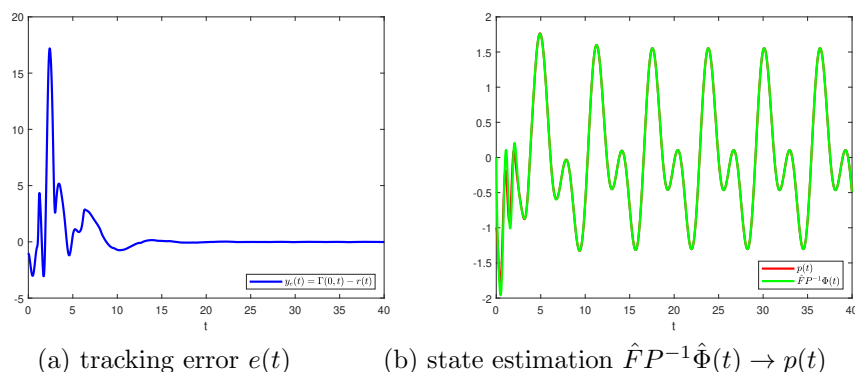 20
15
10
5
0
-5
0 5 10 15 20 25 30 35 40
t
y_e(t) = Γ(0, t) − r(t)
2
1.5
1
0.5
0
-0.5
-1
-1.5
-2
0 5 10 15 20 25 30 35 40
t
p(t)
F̂P⁻¹Φ̂(t)
(a) tracking error e(t)
(b) state estimation F̂P⁻¹Φ̂(t) → p(t)